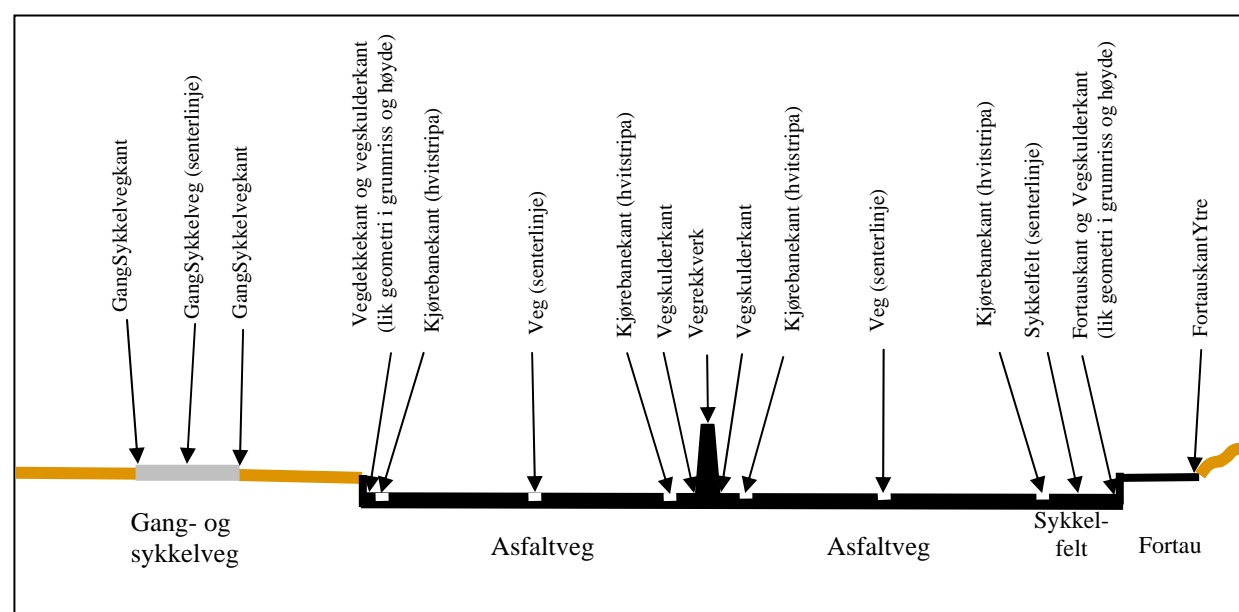 GangSykkelvegkant
GangSykkelveg (senterlinje)
GangSykkelvegkant
Vegdekkekant og vegskulderkant
(lik geometri i grunnriss og høyde)
Kjørebanekant (hvitstripa)
Veg (senterlinje)
Kjørebanekant (hvitstripa)
Vegskulderkant
Vegrekkverk
Vegskulderkant
Kjørebanekant (hvitstripa)
Veg (senterlinje)
Kjørebanekant (hvitstripa)
Sykkelfelt (senterlinje)
Fortauskant og Vegskulderkant
(lik geometri i grunnriss og høyde)
FortauskantYtre
Gang- og
sykkelveg
Asfaltveg
Asfaltveg
Sykkel-
felt
Fortau